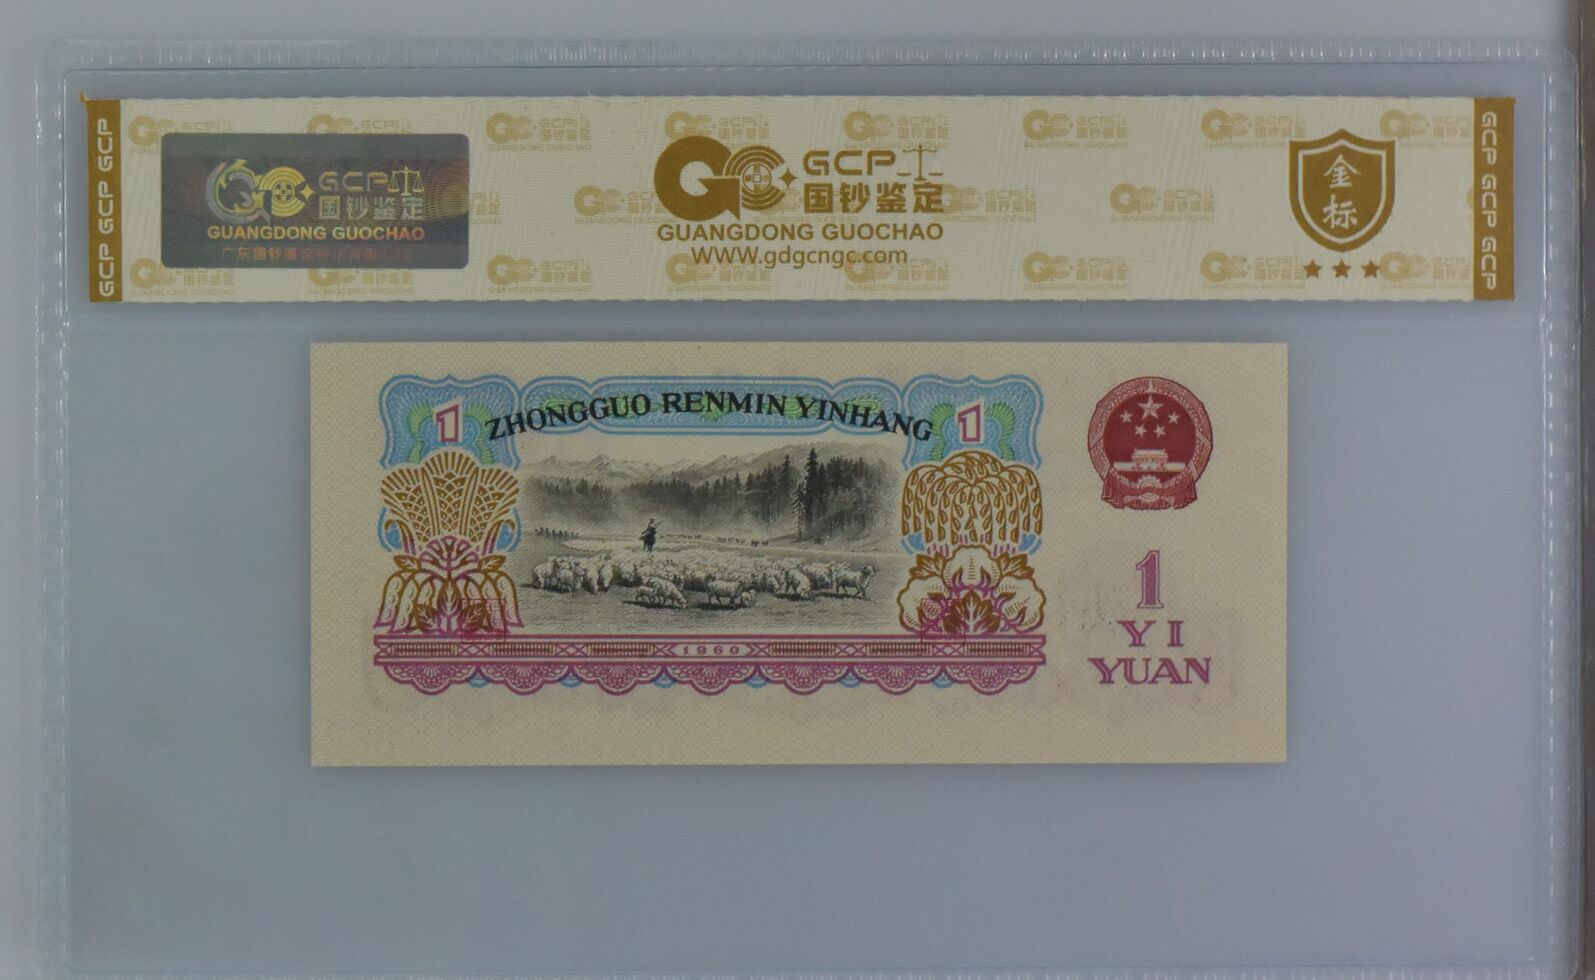 GCP GCP GCP
GCP
国钞鉴定
GUANGDONG GUOCHAO
GCP
国钞鉴定
GUANGDONG GUOCHAO
WWW.gdgcngc.com
金
标
GCP GCP GCP
1
ZHONGGUO RENMIN YINHANG
1
1960
1
YI
YUAN